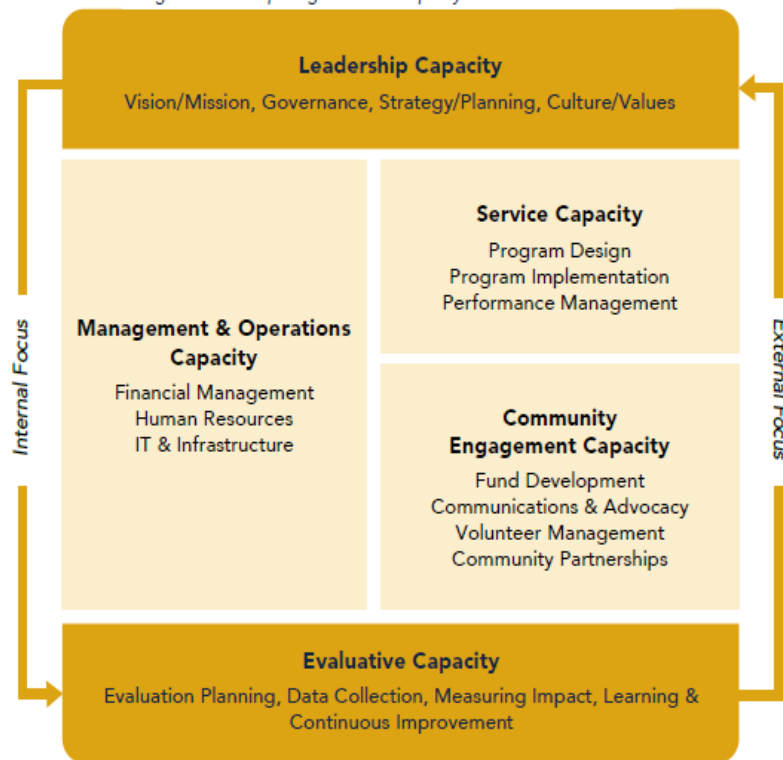 Leadership Capacity
Vision/Mission, Governance, Strategy/Planning, Culture/Values
Internal Focus
Management & Operations
Capacity
Financial Management
Human Resources
IT & Infrastructure
Service Capacity
Program Design
Program Implementation
Performance Management
Community
Engagement Capacity
Fund Development
Communications & Advocacy
Volunteer Management
Community Partnerships
External Focus
Evaluative Capacity
Evaluation Planning, Data Collection, Measuring Impact, Learning &
Continuous Improvement